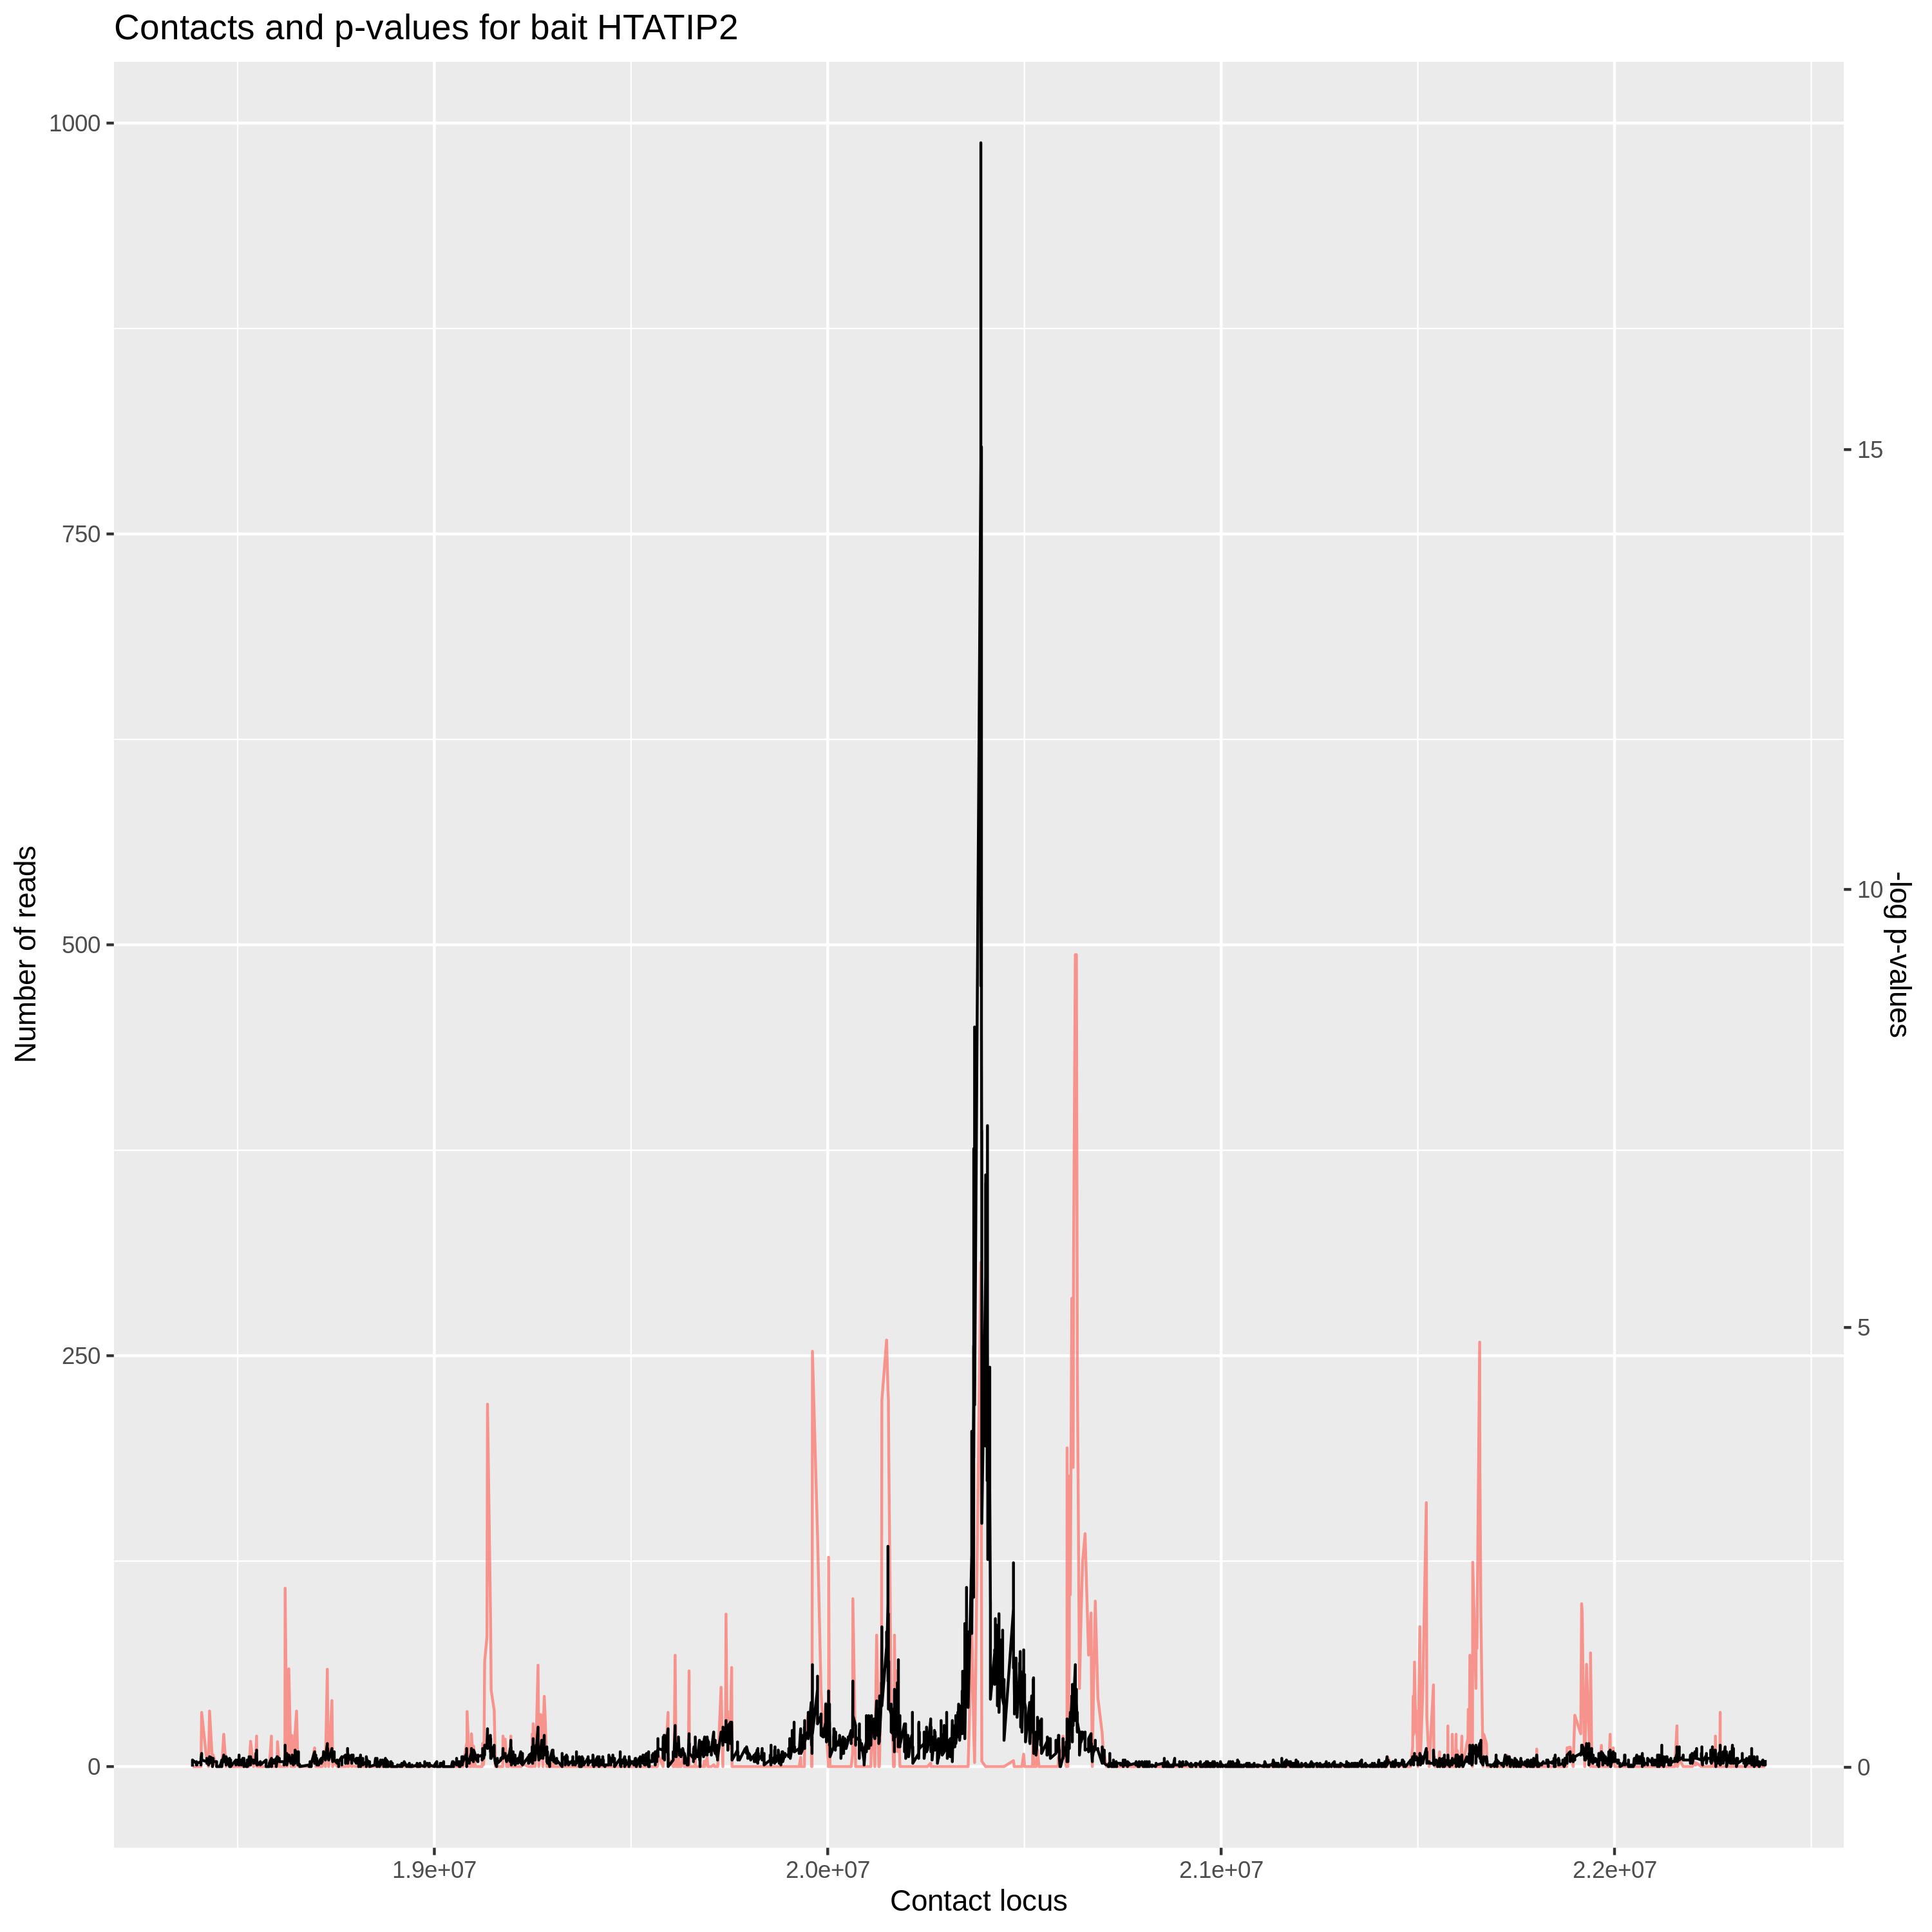 Contacts and p-values for bait HTATIP2
1000
750
500
250
0
Number of reads
15
10
5
0
-log p-values
1.9e+07 2.0e+07 2.1e+07 2.2e+07
Contact locus